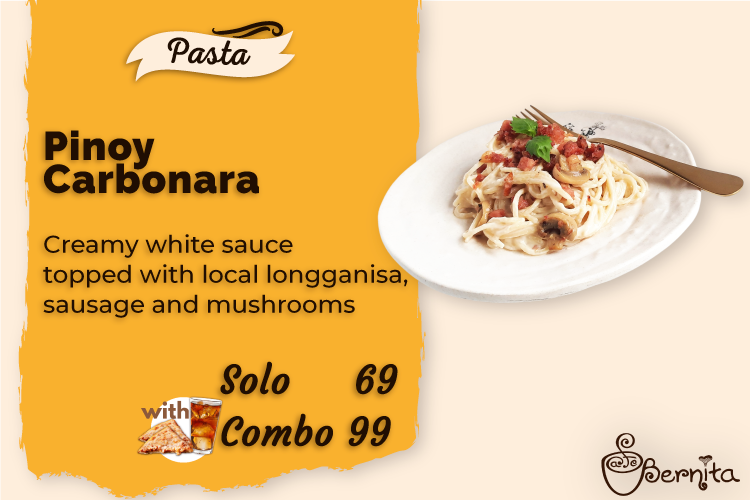 Pasta
Pinoy
Carbonara
Creamy white sauce
topped with local longganisa,
sausage and mushrooms
Solo 69
with Combo 99
Bernita